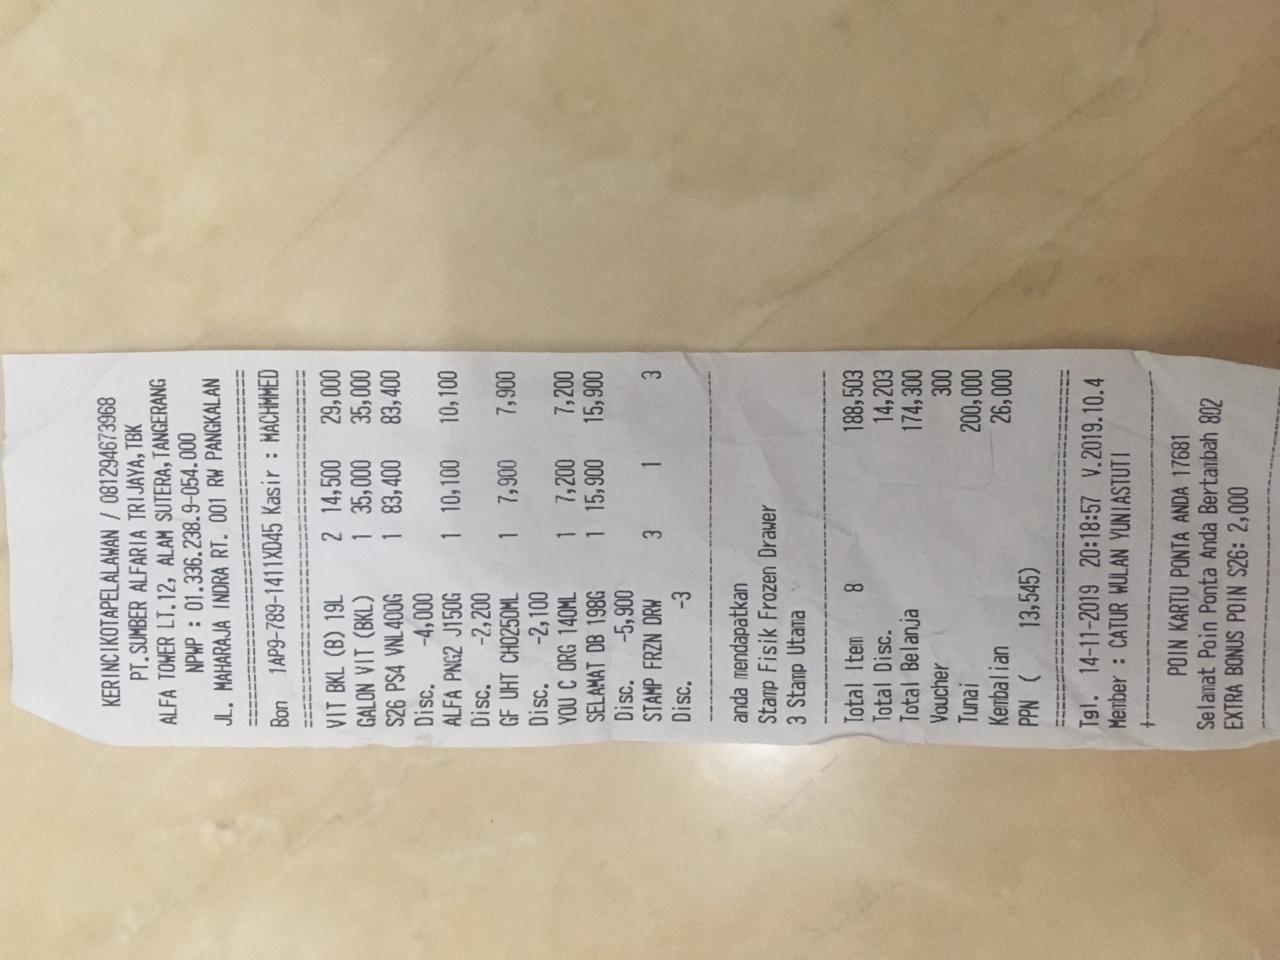 KERINCIKOTAPELALAWAN / 081294673968
PT.SUMBER ALFARIA TRIJAYA,TBK
ALFA TOWER LT.12, ALAM SUTERA,TANGERANG
NPWP : 01.336.238.9-054.000
JL. MAHARAJA INDRA RT. 001 RW PANGKALAN
Bon 1AP9-789-1411XD45 Kasir : MACHMMED
VIT BKL (B) 19L 2 14,500 29,000
GALON VIT (BKL) 1 35,000 35,000
S26 PS4 VNL400G 1 83,400 83,400
Disc. -4,000
ALFA PNG2 J150G 1 10,100 10,100
Disc. -2,200
GF UHT CHO250ML 1 7,900 7,900
Disc. -2,100
YOU C ORG 140ML 1 7,200 7,200
SELAMAT DB 198G 1 15,900 15,900
Disc. -5,900
STAMP FRZN DRW 3 1 3
Disc. -3
anda mendapatkan
Stamp Fisik Frozen Drawer
3 Stamp Utama
Total Item 8 188,503
Total Disc. 14,203
Total Belanja 174,300
Voucher 300
Tunai 200,000
Kembalian 26,000
PPN ( 13,545)
Tgl. 14-11-2019 20:18:57 V.2019.10.4
Member : CATUR WULAN YUNIASTUTI
POIN KARTU PONTA ANDA 17681
Selamat Poin Ponta Anda Bertambah 802
EXTRA BONUS POIN S26: 2,000